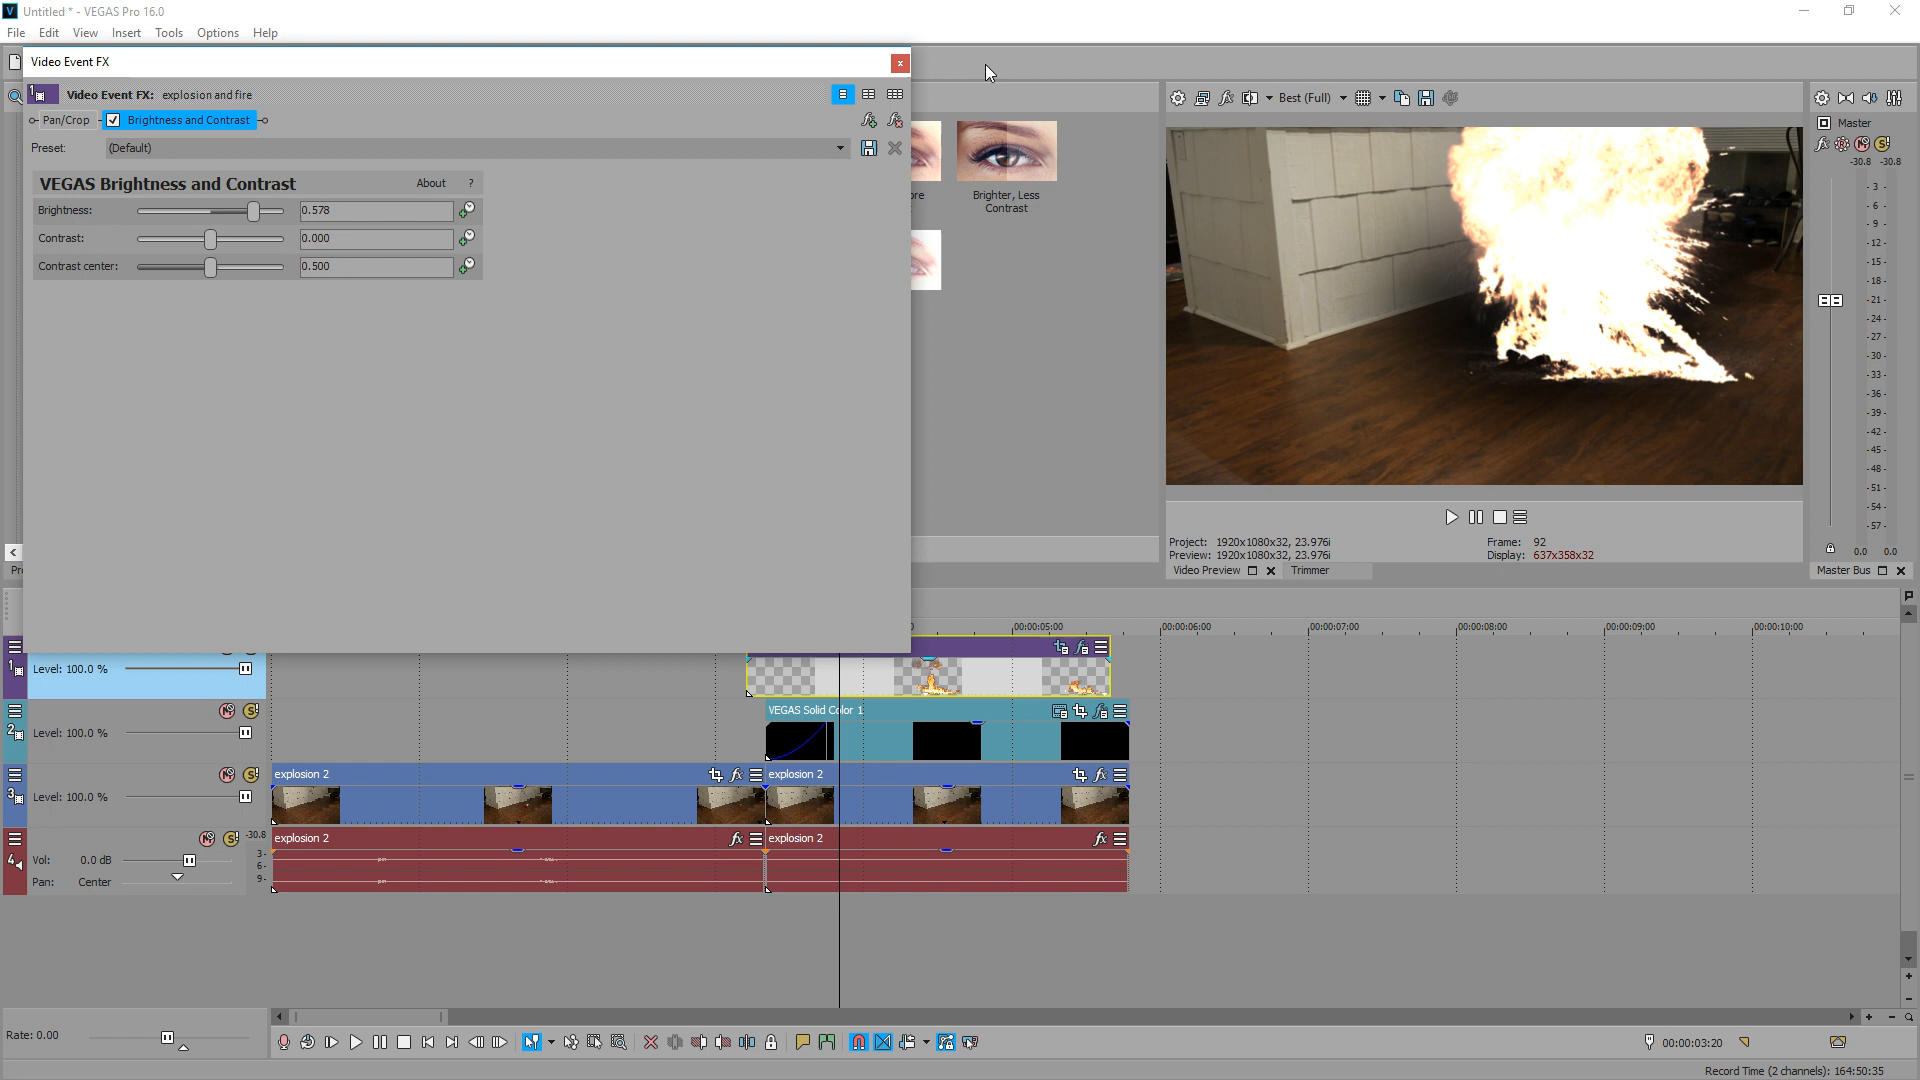 Untitled * - VEGAS Pro 16.0
File Edit View Insert Tools Options Help
Video Event FX
Video Event FX: explosion and fire
Pan/Crop Brightness and Contrast
Preset: (Default)
VEGAS Brightness and Contrast About ?
Brightness: 0.578
Contrast: 0.000
Contrast center: 0.500
Brighter, Less
Contrast
Best (Full)
Project: 1920x1080x32, 23.976i
Preview: 1920x1080x32, 23.976i
Frame: 92
Display: 637x358x32
Video Preview Trimmer
Master
-30.8 -30.8
- 3 -
- 6 -
- 9 -
-12-
-15-
-18-
-21-
-24-
-27-
-30-
-33-
-36-
-39-
-42-
-45-
-48-
-51-
-54-
-57-
0.0 0.0
Master Bus
00:00:05:00 00:00:06:00 00:00:07:00 00:00:08:00 00:00:09:00 00:00:10:00
1 Level: 100.0 %
2 Level: 100.0 %
VEGAS Solid Color 1
3 Level: 100.0 %
explosion 2 explosion 2
4 Vol: 0.0 dB
Pan: Center
-30.8
3-
6-
9-
explosion 2 explosion 2
Rate: 0.00
00:00:03:20
Record Time (2 channels): 164:50:35